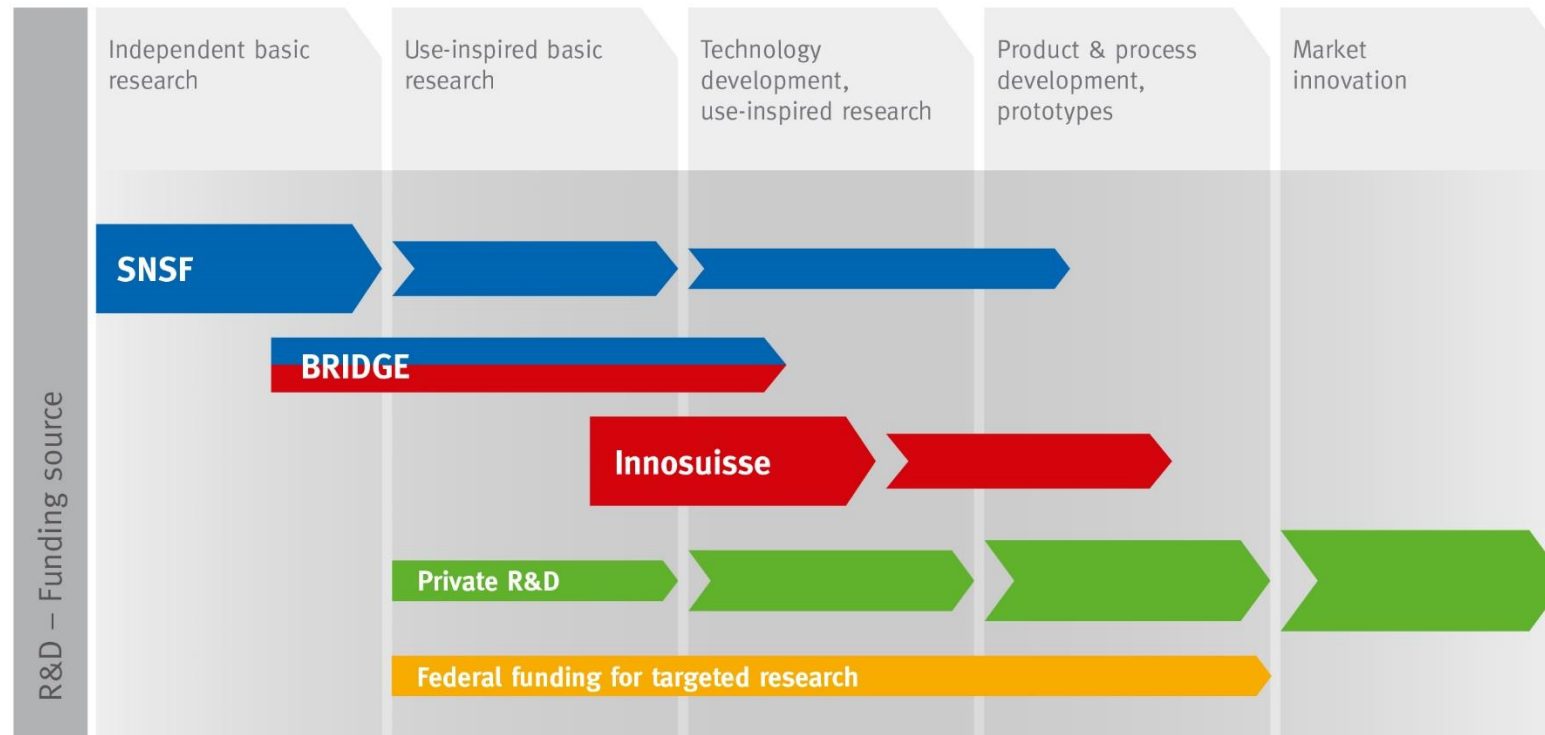 Independent basic
research
Use-inspired basic
research
Technology
development,
use-inspired research
Product & process
development,
prototypes
Market
innovation
R&D – Funding source
SNSF
BRIDGE
Innosuisse
Private R&D
Federal funding for targeted research